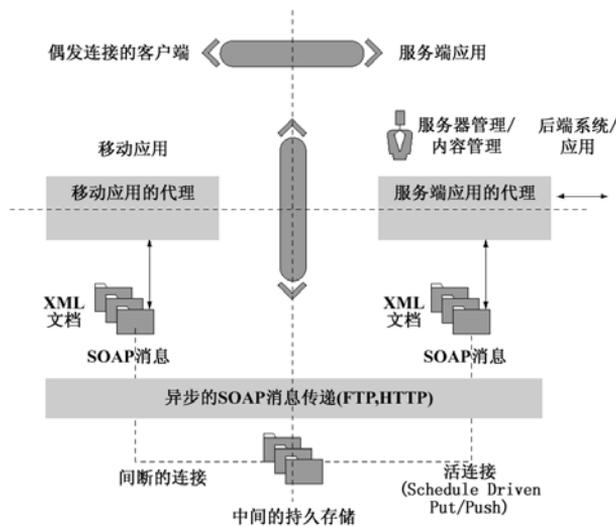 偶发连接的客户端
服务端应用
移动应用
服务器管理/
内容管理
后端系统/
应用
移动应用的代理
服务端应用的代理
XML
文档
SOAP消息
XML
文档
SOAP消息
异步的SOAP消息传递(FTP,HTTP)
间断的连接
活连接
(Schedule Driven
Put/Push)
中间的持久存储